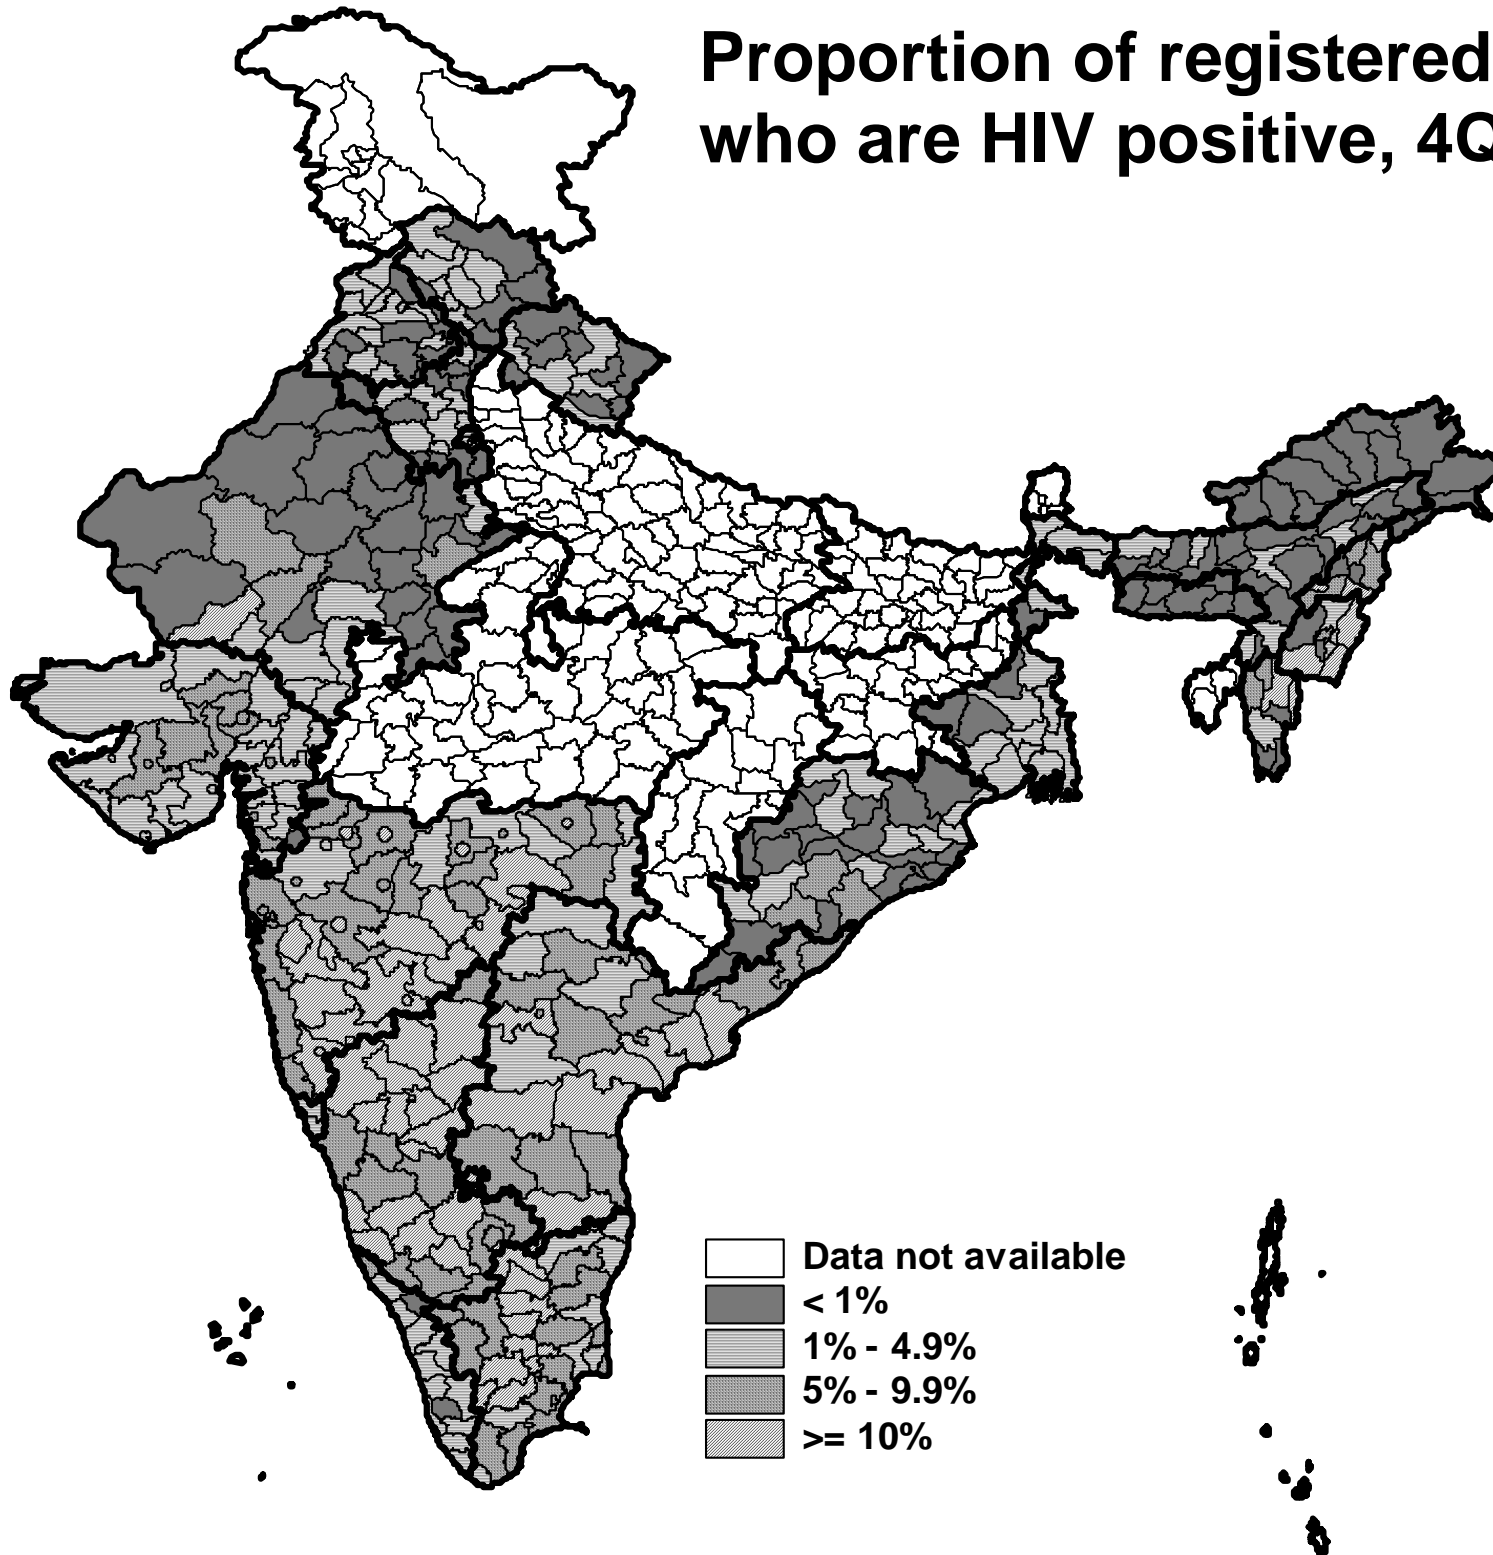 Proportion of registered
who are HIV positive, 4Q
Data not available
< 1%
1% - 4.9%
5% - 9.9%
>= 10%